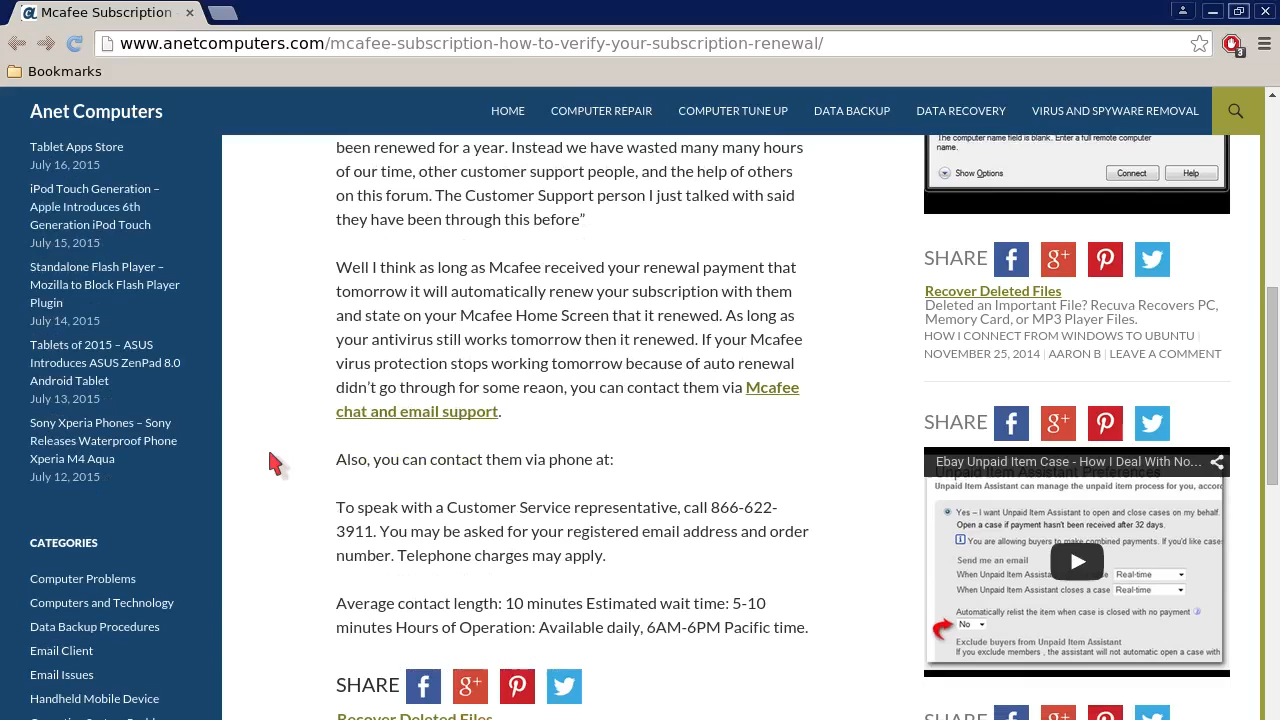 Anet Computers - Mcafee
www.anetcomputers.com/mcafee-subscription-how-to-verify-your-subscription-renewal/
3
Bookmarks
Anet Computers
HOME
COMPUTER REPAIR
COMPUTER TUNE UP
DATA BACKUP
DATA RECOVERY
VIRUS AND SPYWARE REMOVAL
Tablet Apps Store
July 16, 2015
iPod Touch Generation –
Apple Introduces 6th
Generation iPod Touch
July 15, 2015
Standalone Flash Player –
Mozilla to Block Flash Player
Plugin
July 14, 2015
Tablets of 2015 – ASUS
Introduces ASUS ZenPad 8.0
Android Tablet
July 13, 2015
Sony Xperia Phones – Sony
Releases Waterproof Phone
Xperia M4 Aqua
July 12, 2015
CATEGORIES
Computer Problems
Computers and Technology
Data Backup Procedures
Email Client
Email Issues
Handheld Mobile Device
been renewed for a year. Instead we have wasted many many hours
of our time, other customer support people, and the help of others
on this forum. The Customer Support person I just talked with said
they have been through this before”
Well I think as long as Mcafee received your renewal payment that
tomorrow it will automatically renew your subscription with them
and state on your Mcafee Home Screen that it renewed. As long as
your antivirus still works tomorrow then it renewed. If your Mcafee
virus protection stops working tomorrow because of auto renewal
didn’t go through for some reaon, you can contact them via Mcafee
chat and email support.
Also, you can contact them via phone at:
To speak with a Customer Service representative, call 866-622-
3911. You may be asked for your registered email address and order
number. Telephone charges may apply.
Average contact length: 10 minutes Estimated wait time: 5-10
minutes Hours of Operation: Available daily, 6AM-6PM Pacific time.
SHARE
Recover Deleted Files
The computer name field is blank. Enter a full remote computer
name.
Show Options
Connect
Help
SHARE
Recover Deleted Files
Deleted an Important File? Recuva Recovers PC,
Memory Card, or MP3 Player Files.
HOW I CONNECT FROM WINDOWS TO UBUNTU |
NOVEMBER 25, 2014 | AARON B | LEAVE A COMMENT
SHARE
Ebay Unpaid Item Case - How I Deal With No...
Unpaid Item Assistant Preferences
Unpaid Item Assistant can manage the unpaid item process for you, accor
Yes – I want Unpaid Item Assistant to open and close cases on my behalf.
Open a case if payment hasn't been received after 32 days.
You are allowing buyers to make combined payments. If you'd like cases
Send me an email
When Unpaid Item Assistant Real-time
When Unpaid Item Assistant closes a case Real-time
Automatically relist the item when case is closed with no payment
No
Exclude buyers from Unpaid Item Assistant
If you exclude members , the assistant will not automatic open a case with
SHARE